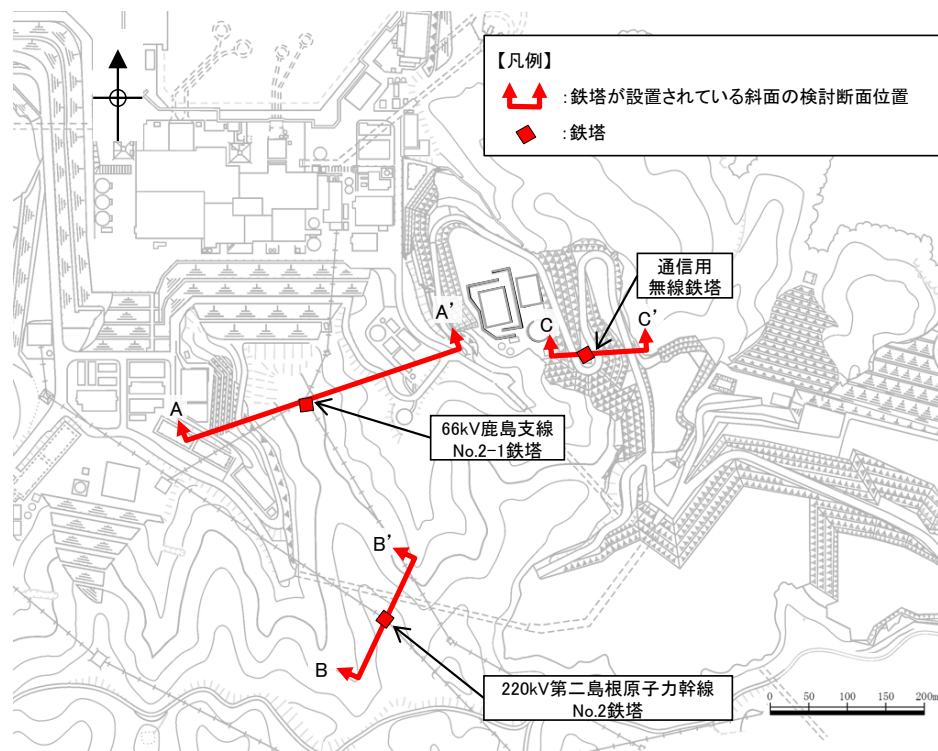 【凡例】
:鉄塔が設置されている斜面の検討断面位置
:鉄塔
通信用
無線鉄塔
A'
C
C'
A
66kV鹿島支線
No.2-1鉄塔
B'
B
220kV第二島根原子力幹線
No.2鉄塔
0 50 100 150 200m